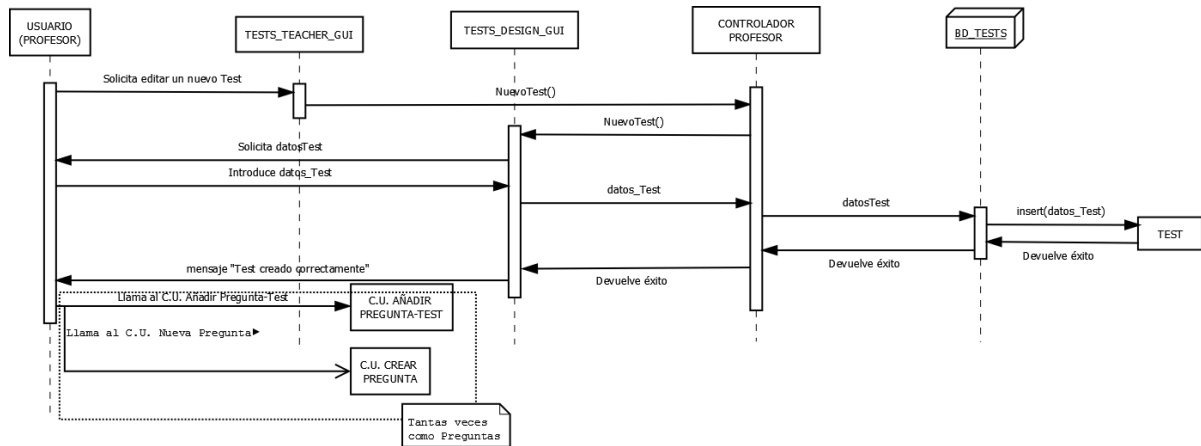 USUARIO
(PROFESOR)
TESTS_TEACHER_GUI
TESTS_DESIGN_GUI
CONTROLADOR
PROFESOR
BD_TESTS
Solicita editar un nuevo Test
NuevoTest()
NuevoTest()
Solicita datosTest
Introduce datos_Test
datos_Test
datosTest
insert(datos_Test)
TEST
Devuelve éxito
Devuelve éxito
Devuelve éxito
mensaje "Test creado correctamente"
Llama al C.U. Añadir Pregunta-Test
C.U. AÑADIR
PREGUNTA-TEST
Llama al C.U. Nueva Pregunta
C.U. CREAR
PREGUNTA
Tantas veces
como Preguntas